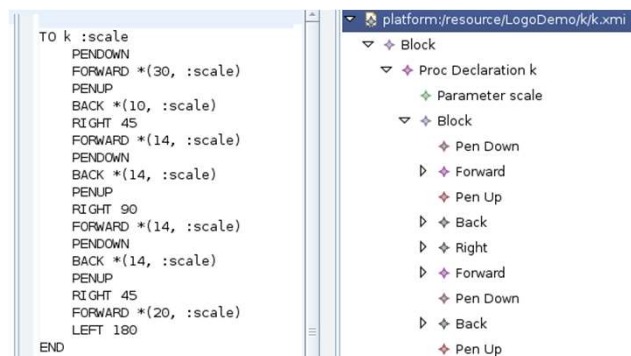 TO k :scale
PENDOWN
FORWARD *(30, :scale)
PENUP
BACK *(10, :scale)
RIGHT 45
FORWARD *(14, :scale)
PENDOWN
BACK *(14, :scale)
PENUP
RIGHT 90
FORWARD *(14, :scale)
PENDOWN
BACK *(14, :scale)
PENUP
RIGHT 45
FORWARD *(20, :scale)
LEFT 180
END
platform:/resource/LogoDemo/k/k.xmi
Block
Proc Declaration k
Parameter scale
Block
Pen Down
Forward
Pen Up
Back
Right
Forward
Pen Down
Back
Pen Up